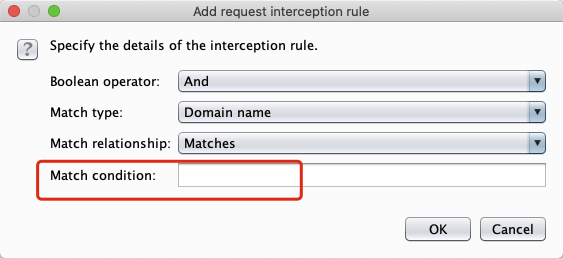 Add request interception rule
? Specify the details of the interception rule.
Boolean operator: And
Match type: Domain name
Match relationship: Matches
Match condition:
OK Cancel